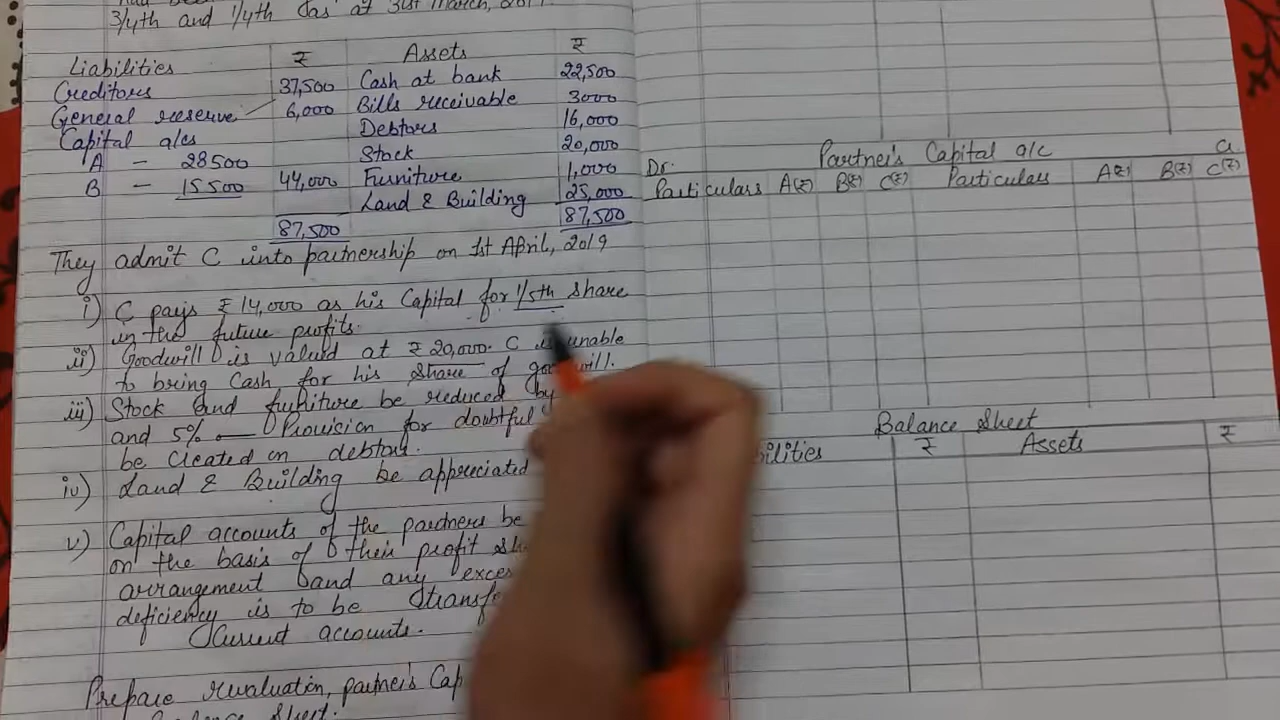 3/4th and 1/4th was at 31st March, 201
Liabilities ₹ Assets ₹
Creditors 37,500 Cash at bank 22,500
General reserve 6,000 Bills receivable 3000
Capital a/cs Debtors 16,000
A - 28500 Stock 20,000
B - 15500 44,000 Furniture 1,000
Land & Building 25,000
87,500 87,500
They admit C into partnership on 1st April, 2019
i) C pays ₹ 14,000 as his Capital for 1/5th share
in the future profits.
ii) Goodwill is valued at ₹ 20,000. C is unable
to bring Cash for his share of goodwill.
iii) Stock and furniture be reduced by
and 5% Provision for doubtful
be created on debtors.
iv) Land & Building be appreciated
v) Capital accounts of the partners be
on the basis of their profit
arrangement and any
deficiency is to be
Current accounts.
Prepare revaluation, partner's Cap
Sheet.
Partner's Capital a/c
Dr.
Particulars A(₹) B(₹) C(₹) Particulars A(₹) B(₹) C(₹)
Balance Sheet
ilities ₹ Assets ₹